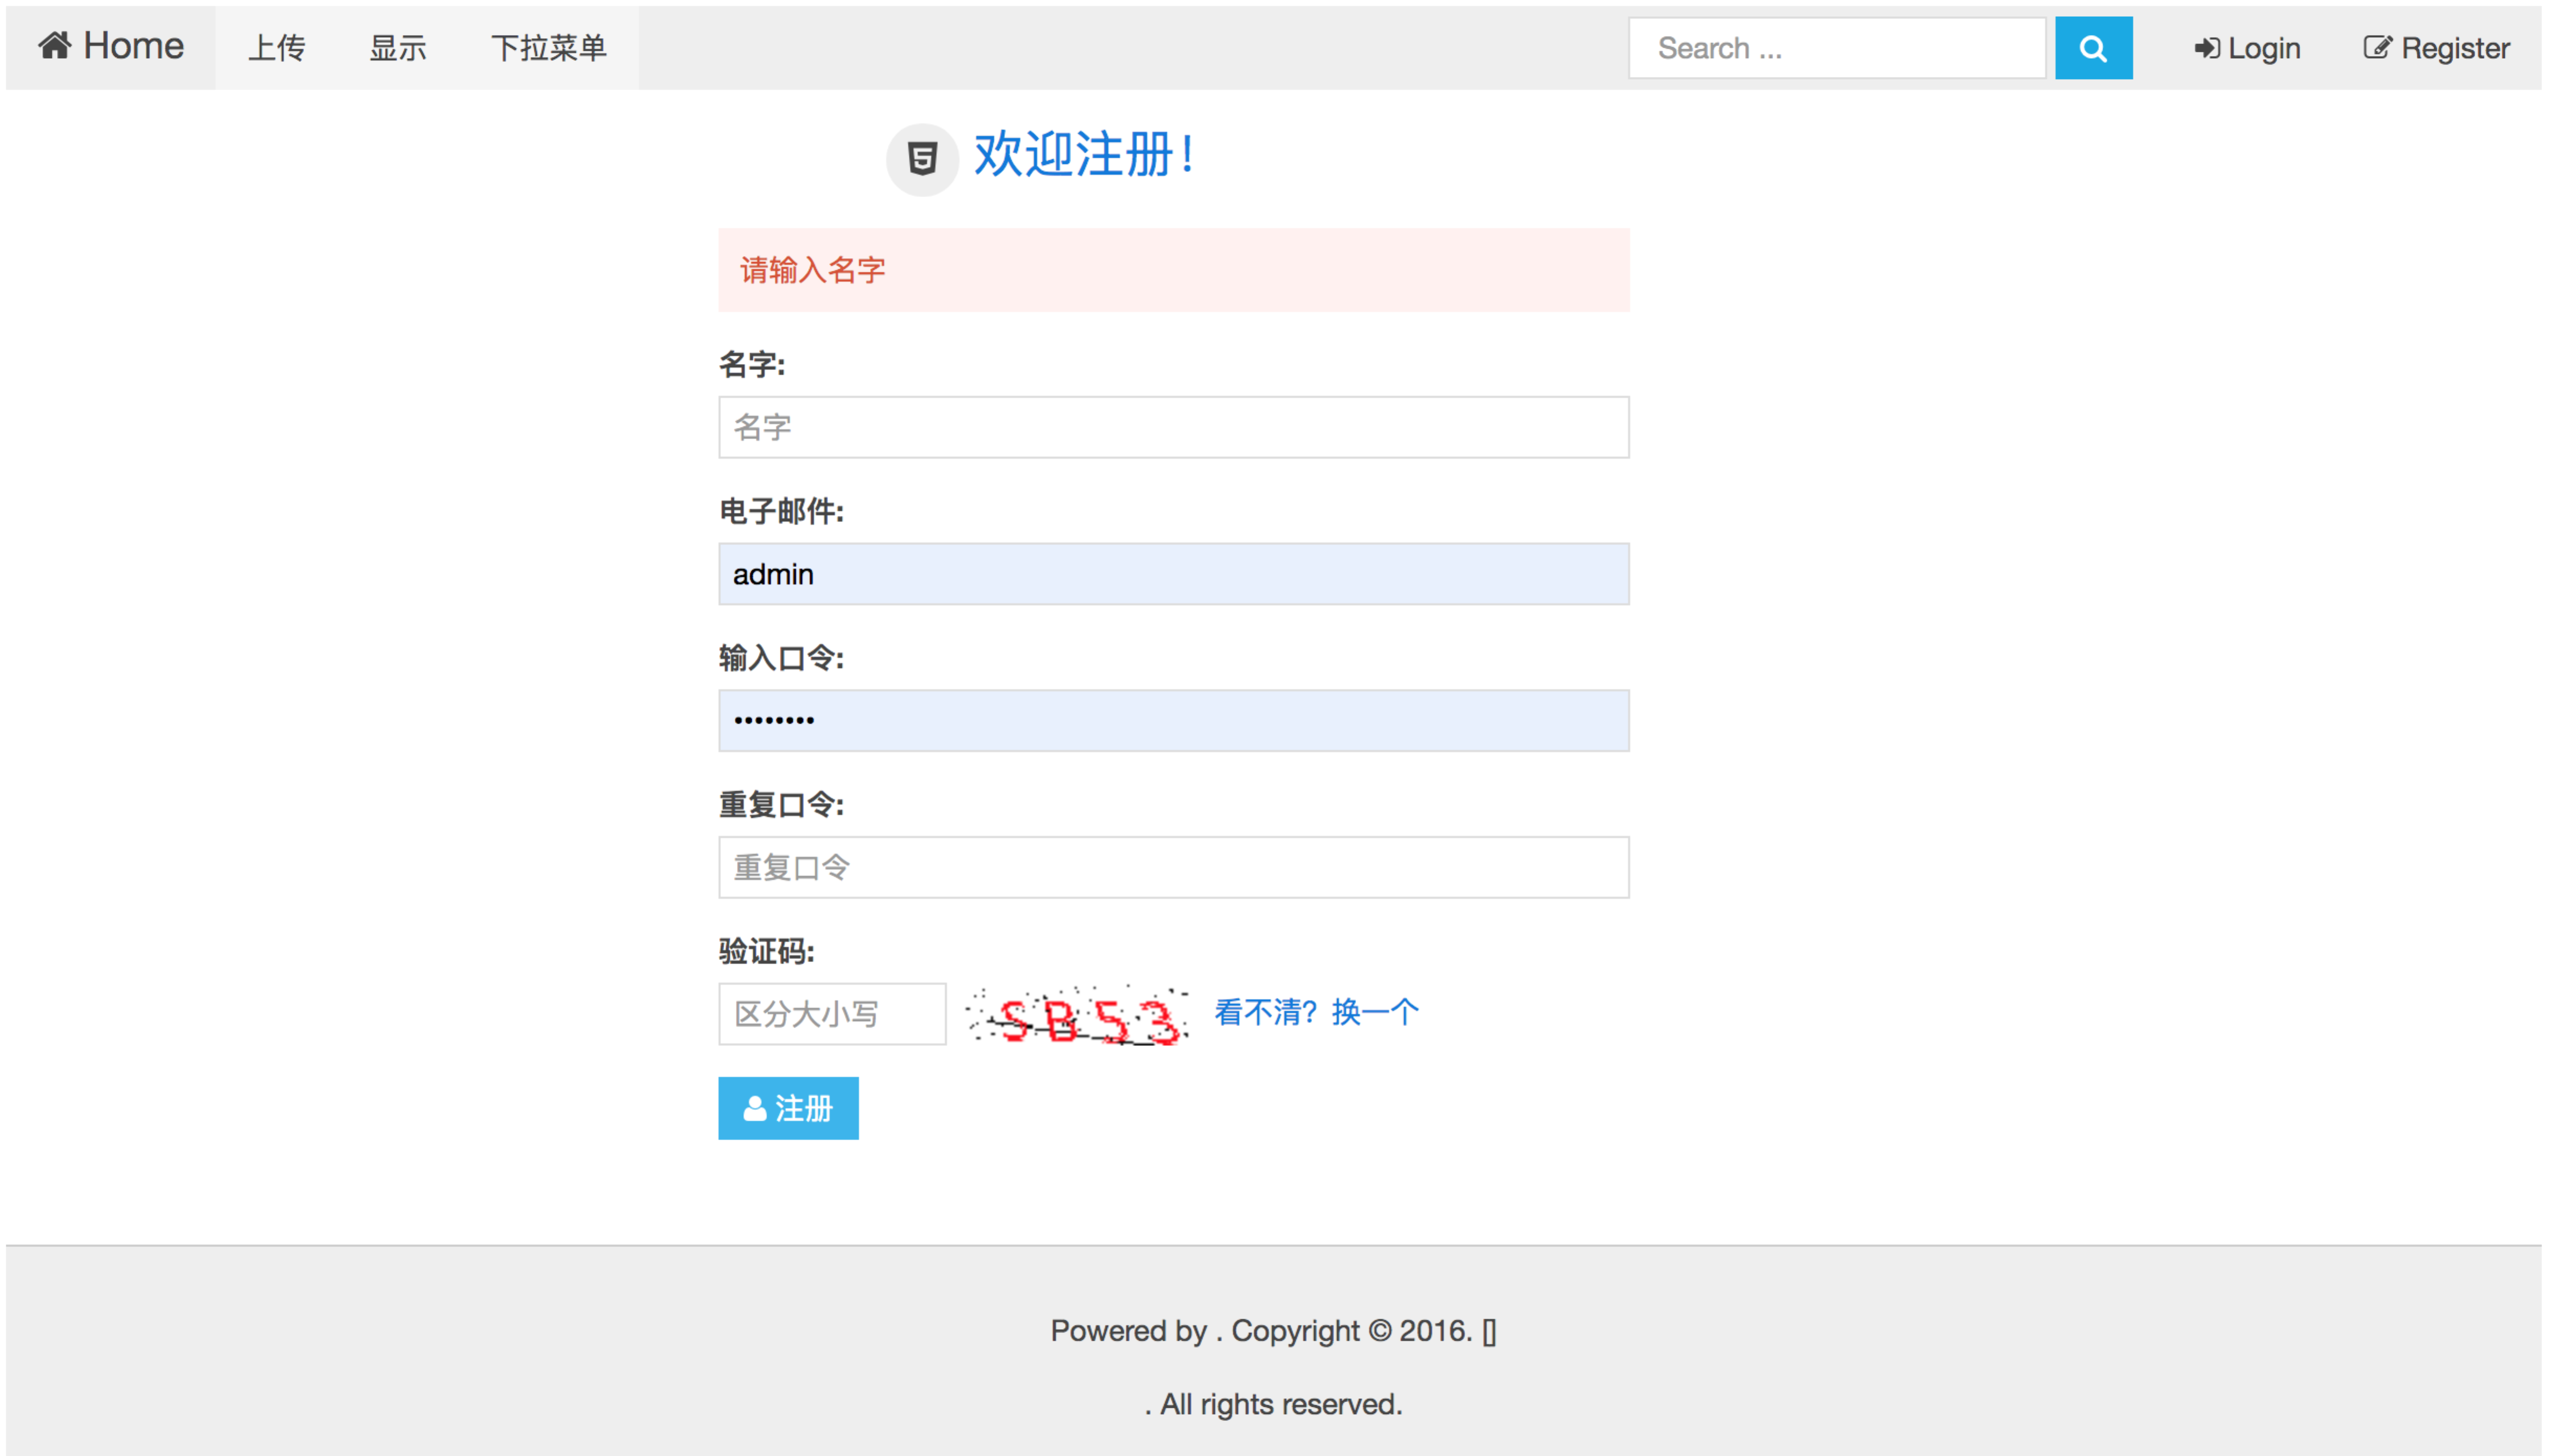 Home 上传 显示 下拉菜单 Search ... Login Register
欢迎注册!
请输入名字
名字:
名字
电子邮件:
admin
输入口令:
••••••••
重复口令:
重复口令
验证码:
区分大小写 SB53 看不清? 换一个
注册
Powered by . Copyright © 2016. []
. All rights reserved.